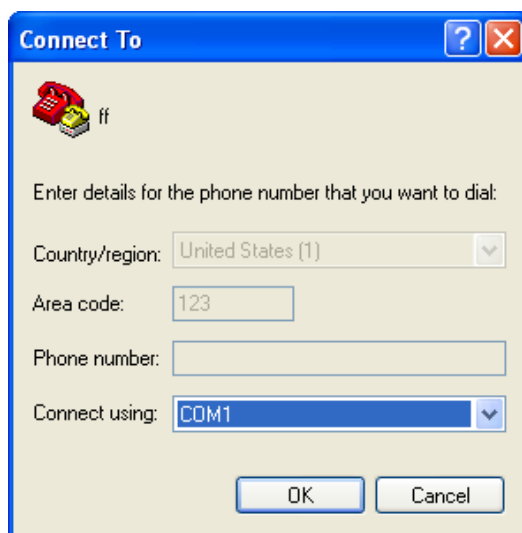 Connect To
ff
Enter details for the phone number that you want to dial:
Country/region: United States (1)
Area code: 123
Phone number:
Connect using: COM1
OK Cancel